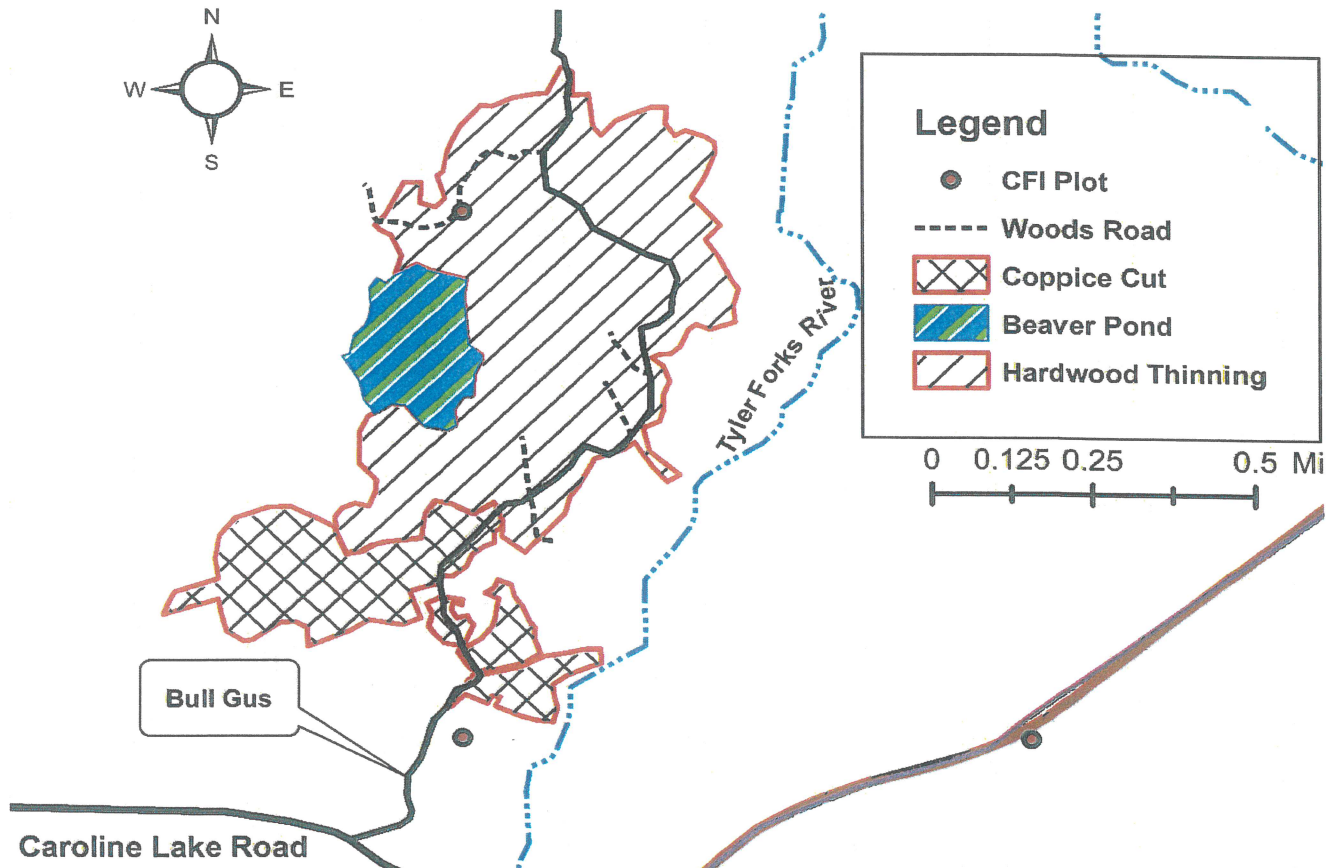 N
W E
S
Legend
CFI Plot
Woods Road
Coppice Cut
Beaver Pond
Hardwood Thinning
0 0.125 0.25 0.5 Mi
Tyler Forks River
Bull Gus
Caroline Lake Road